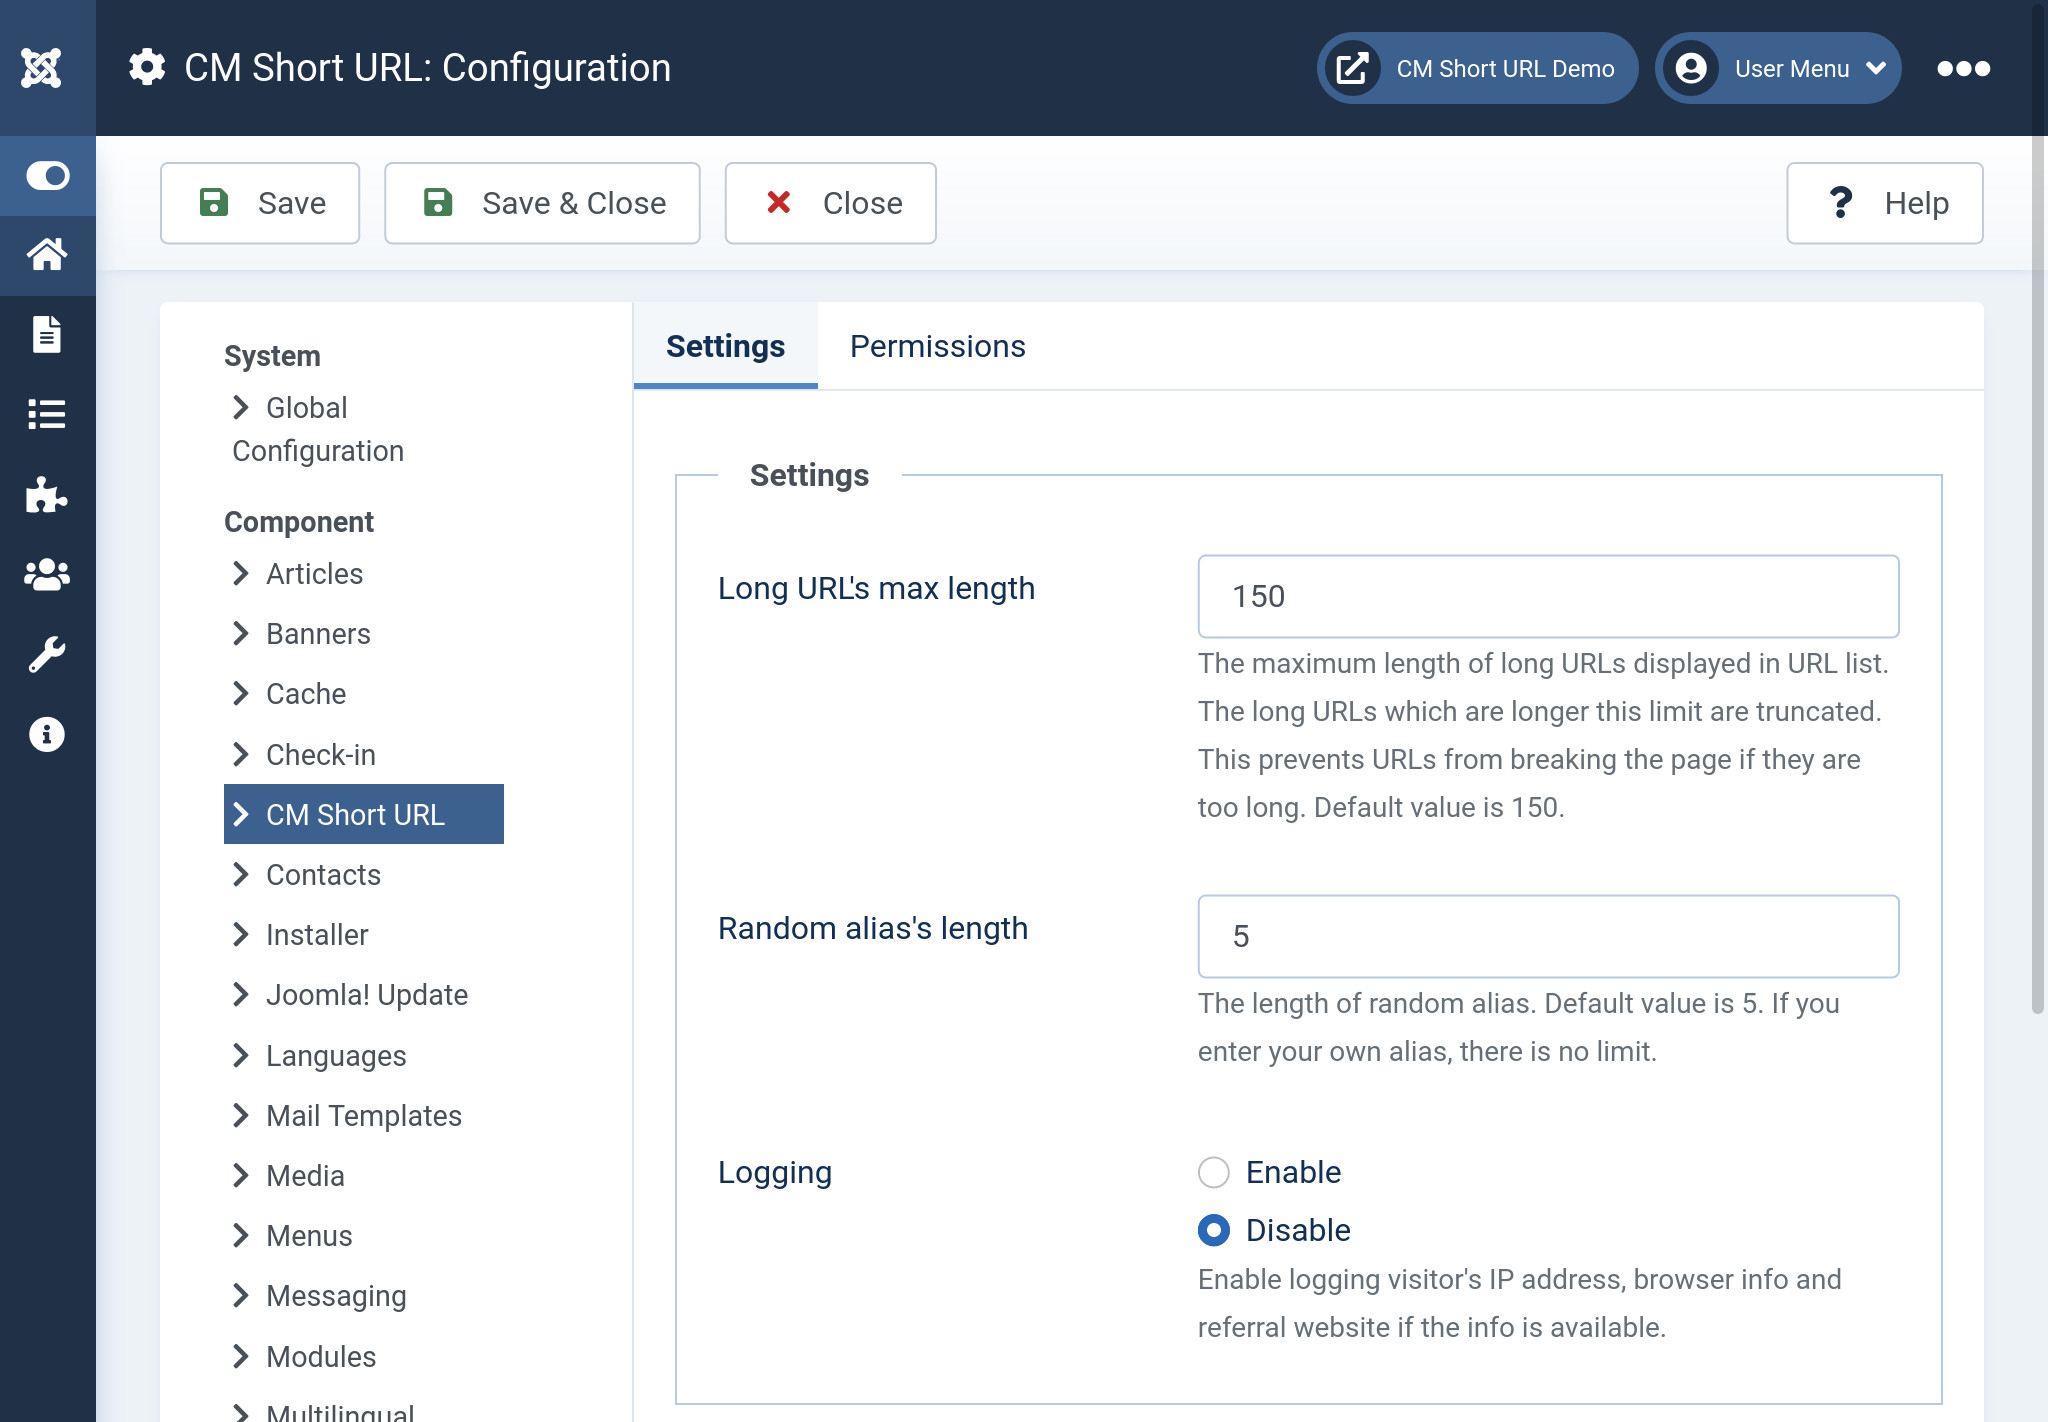 CM Short URL: Configuration
CM Short URL Demo
User Menu
Save
Save & Close
Close
Help
System
Global
Configuration
Component
Articles
Banners
Cache
Check-in
CM Short URL
Contacts
Installer
Joomla! Update
Languages
Mail Templates
Media
Menus
Messaging
Modules
Multilingual
Settings
Permissions
Settings
Long URL's max length
150
The maximum length of long URLs displayed in URL list.
The long URLs which are longer this limit are truncated.
This prevents URLs from breaking the page if they are
too long. Default value is 150.
Random alias's length
5
The length of random alias. Default value is 5. If you
enter your own alias, there is no limit.
Logging
Enable
Disable
Enable logging visitor's IP address, browser info and
referral website if the info is available.